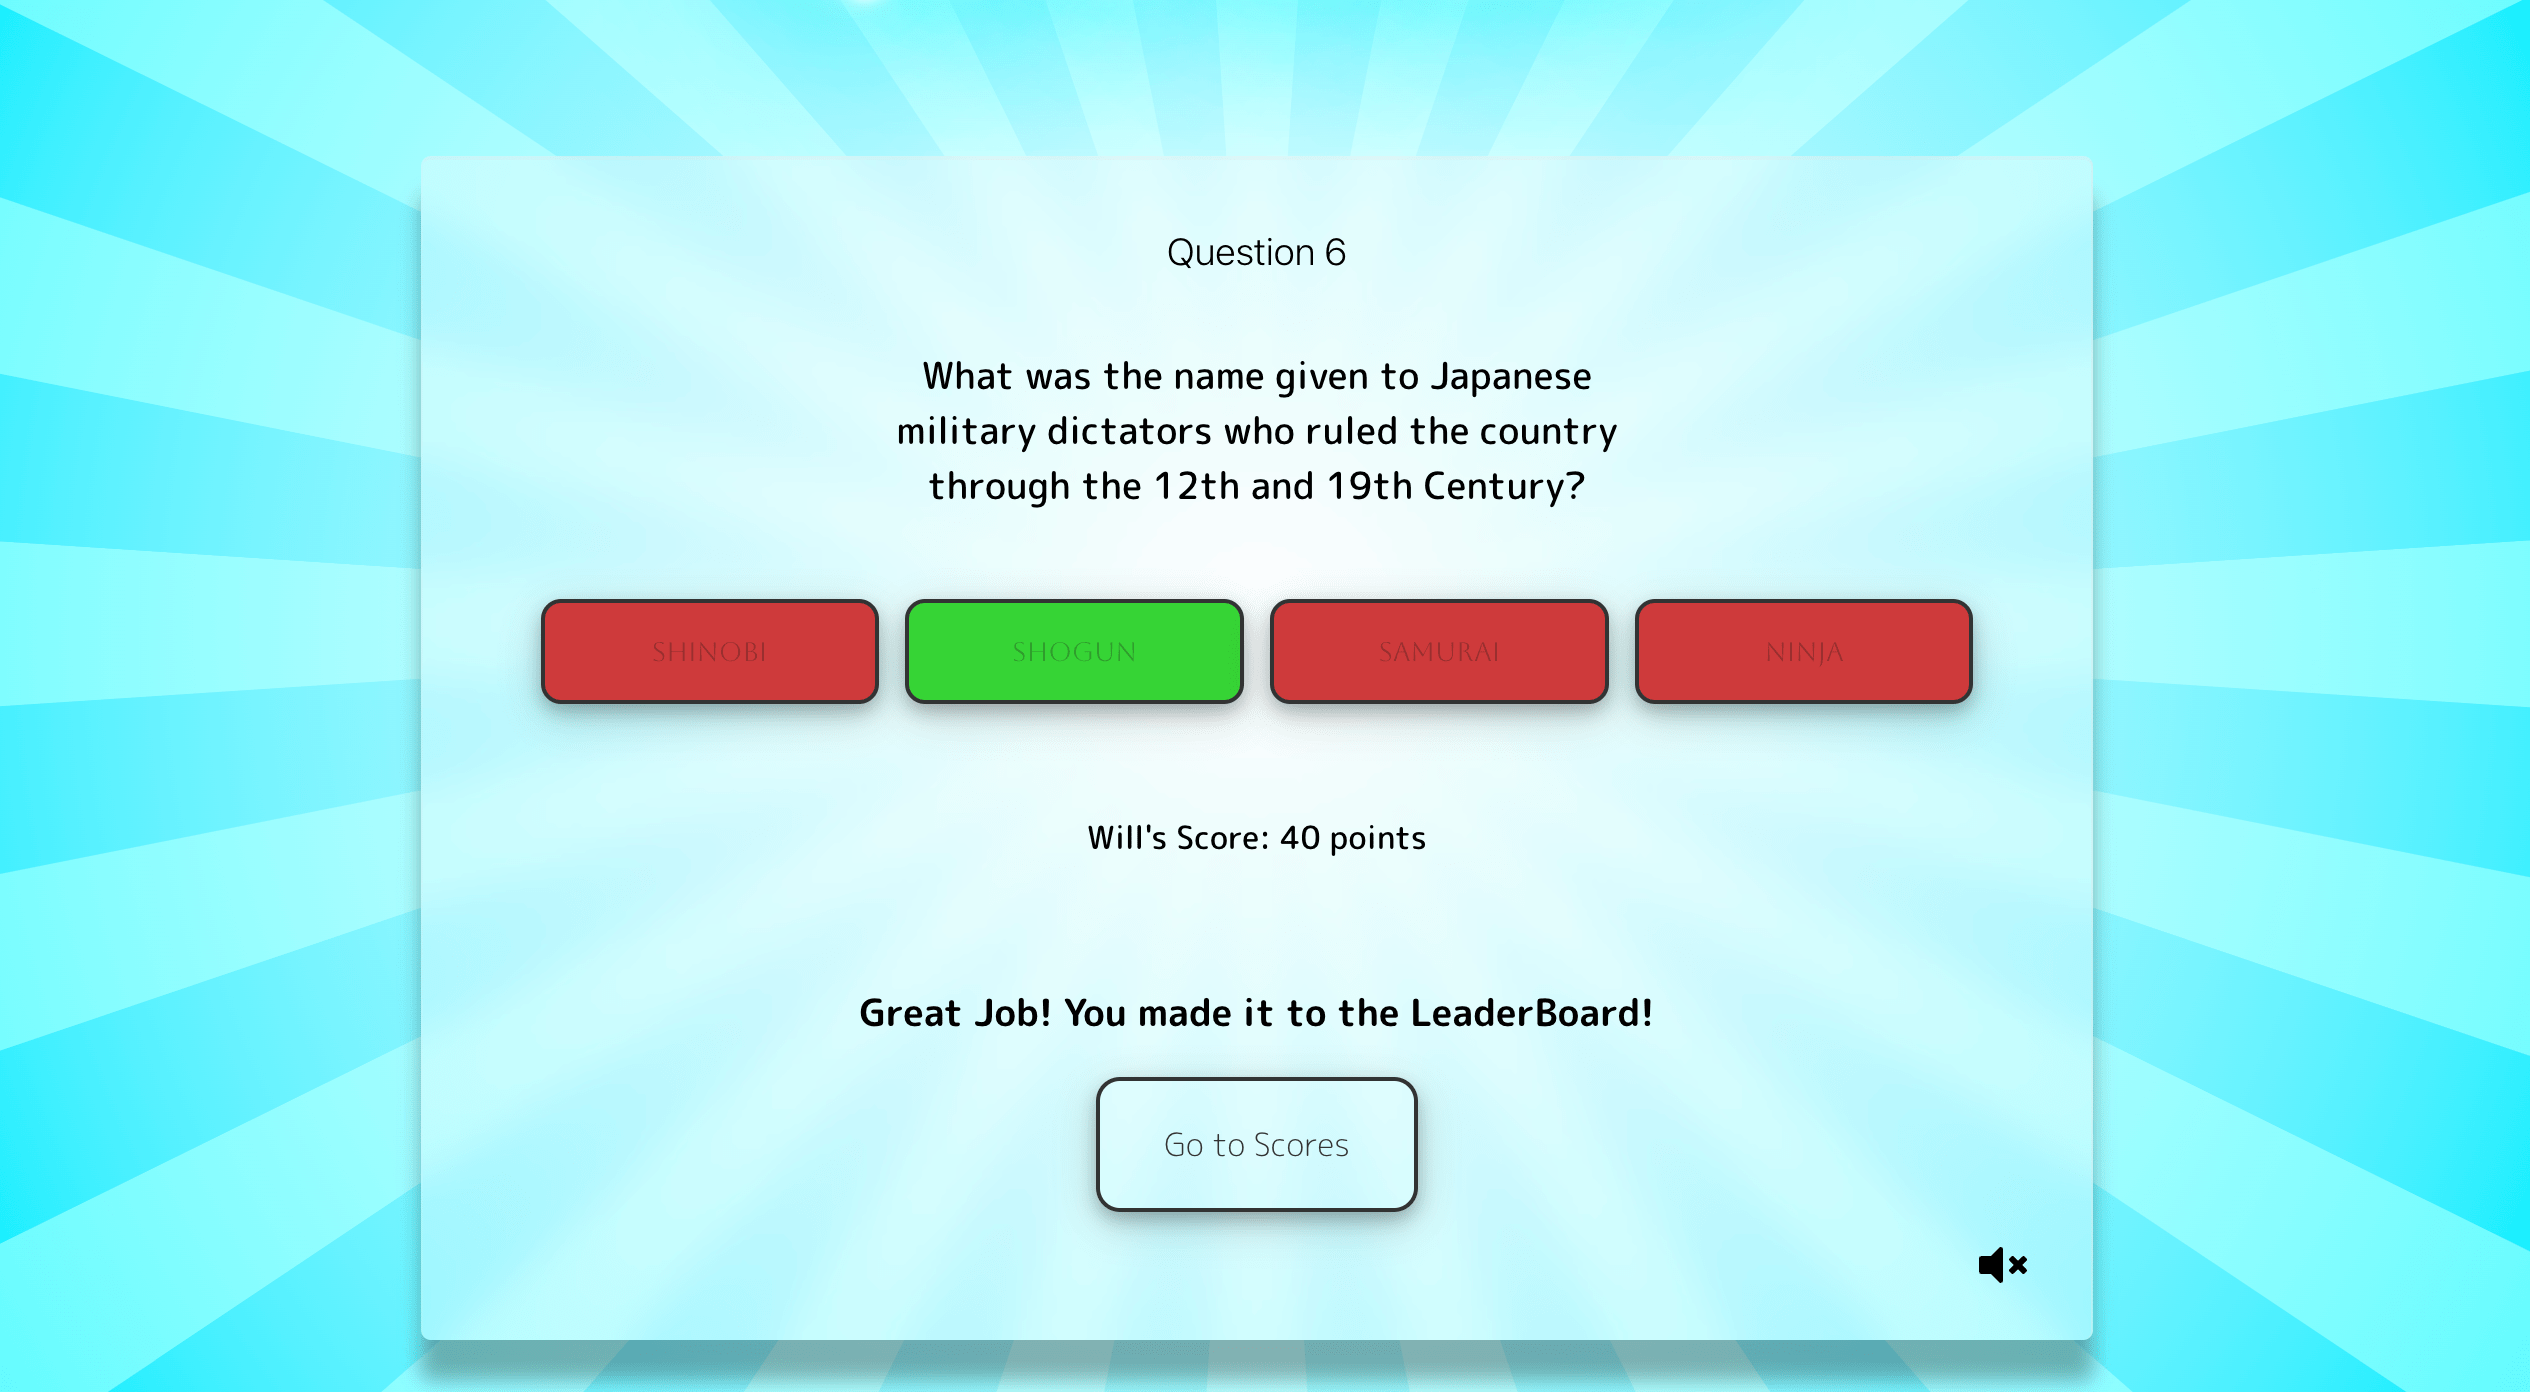 Question 6
What was the name given to Japanese
military dictators who ruled the country
through the 12th and 19th Century?
SHINOBI
SHOGUN
SAMURAI
NINJA
Will's Score: 40 points
Great Job! You made it to the LeaderBoard!
Go to Scores